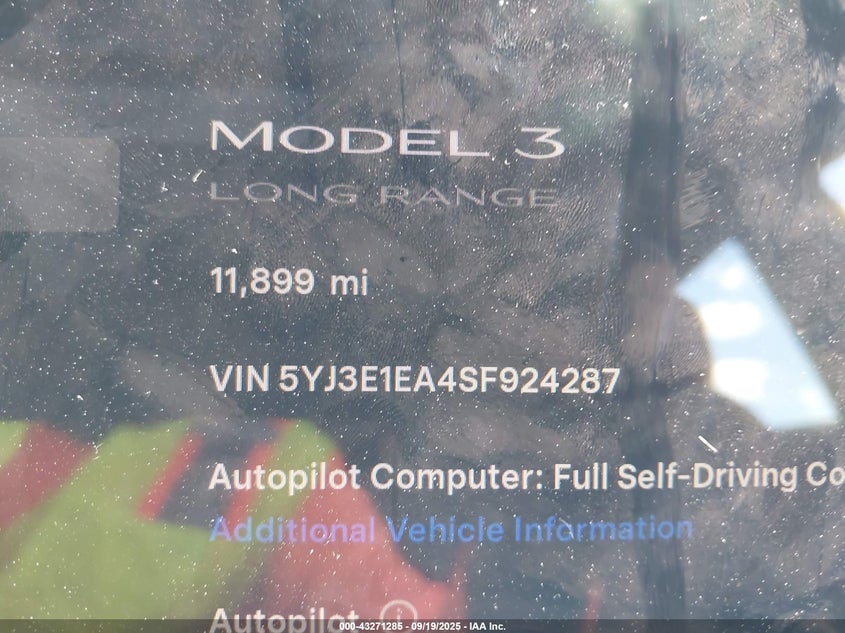 MODEL 3
LONG RANGE
11,899 mi
VIN 5YJ3E1EA4SF924287
Autopilot Computer: Full Self-Driving Co
Additional Vehicle Information
Autopilot
000-43271285 - 09/19/2025 - IAA Inc.